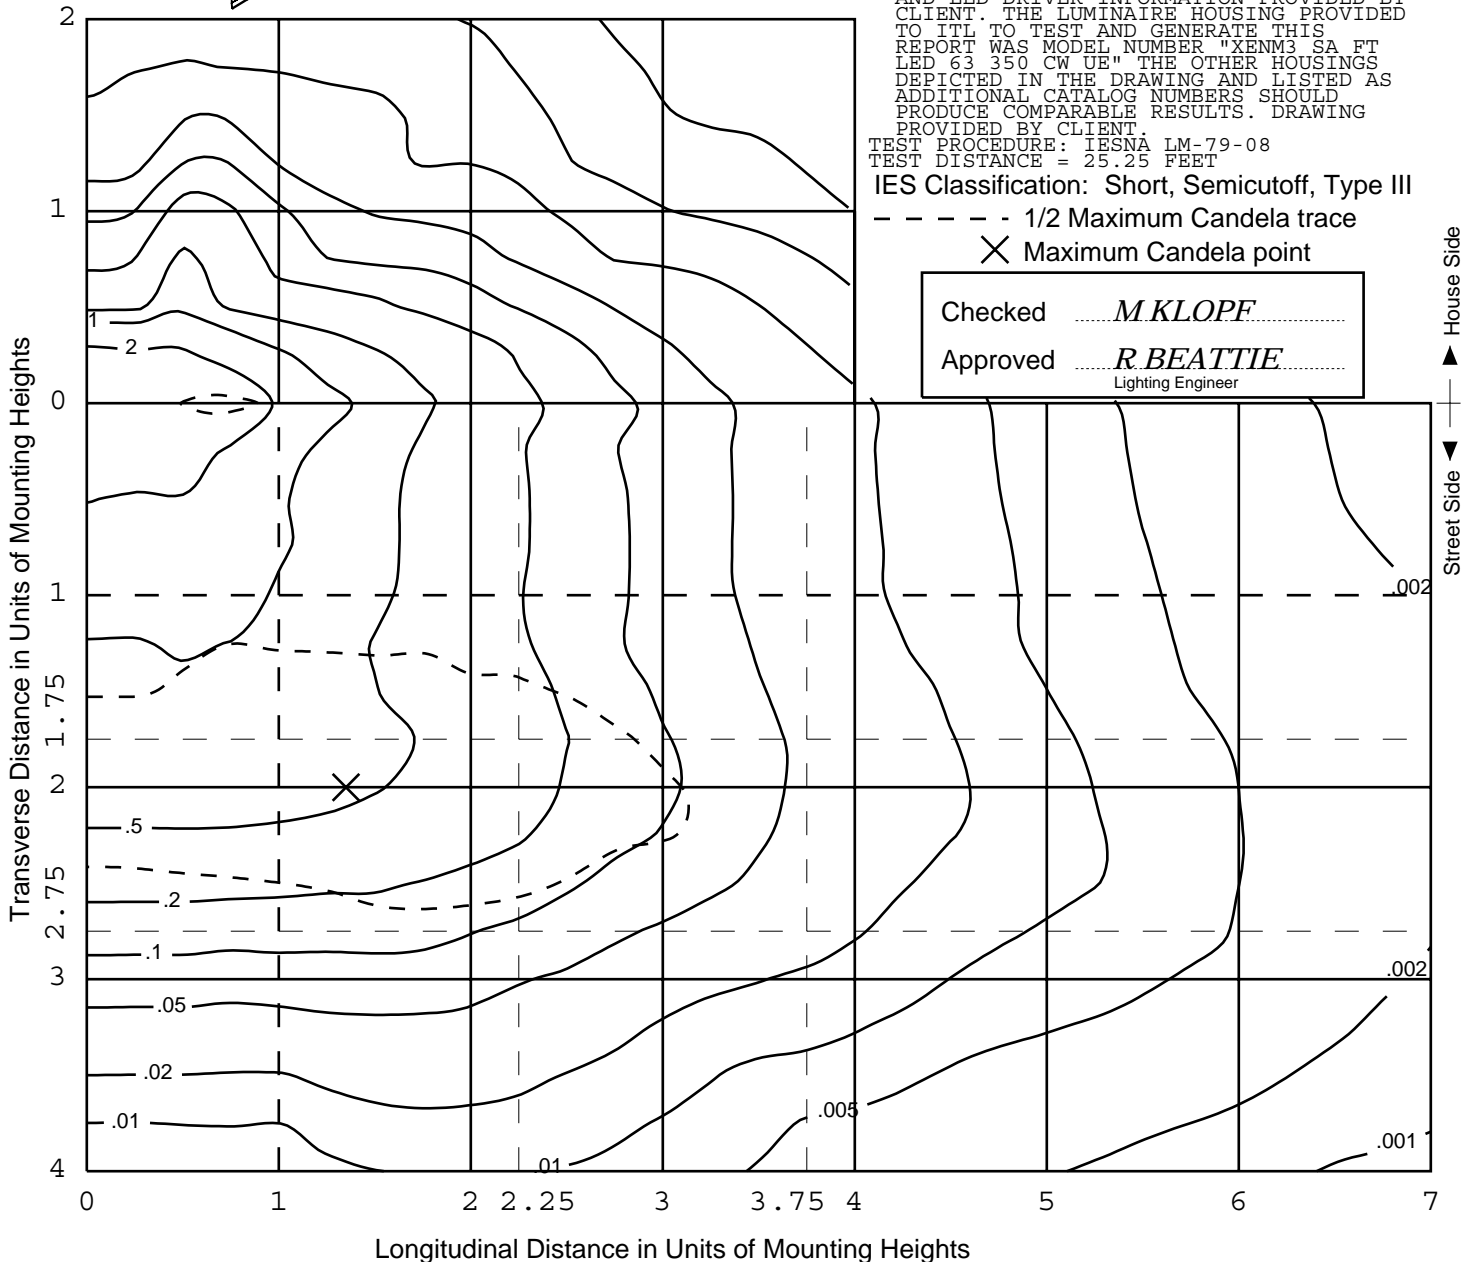 AND LED DRIVER INFORMATION PROVIDED BY
CLIENT. THE LUMINAIRE HOUSING PROVIDED
TO ITL TO TEST AND GENERATE THIS
REPORT WAS MODEL NUMBER "XENM3 SA FT
LED 63 350 CW UE" THE OTHER HOUSINGS
DEPICTED IN THE DRAWING AND LISTED AS
ADDITIONAL CATALOG NUMBERS SHOULD
PRODUCE COMPARABLE RESULTS. DRAWING
PROVIDED BY CLIENT.
TEST PROCEDURE: IESNA LM-79-08
TEST DISTANCE = 25.25 FEET
IES Classification: Short, Semicutoff, Type III
1/2 Maximum Candela trace
Maximum Candela point
Checked M KLOPF
Approved R BEATTIE
Lighting Engineer
House Side
Street Side
Transverse Distance in Units of Mounting Heights
2
1
0
1
1.75
2
2.75
3
4
1
2
.5
.2
.1
.05
.02
.01
.01
.005
.002
.002
.001
0 1 2 2.25 3 3.75 4 5 6 7
Longitudinal Distance in Units of Mounting Heights